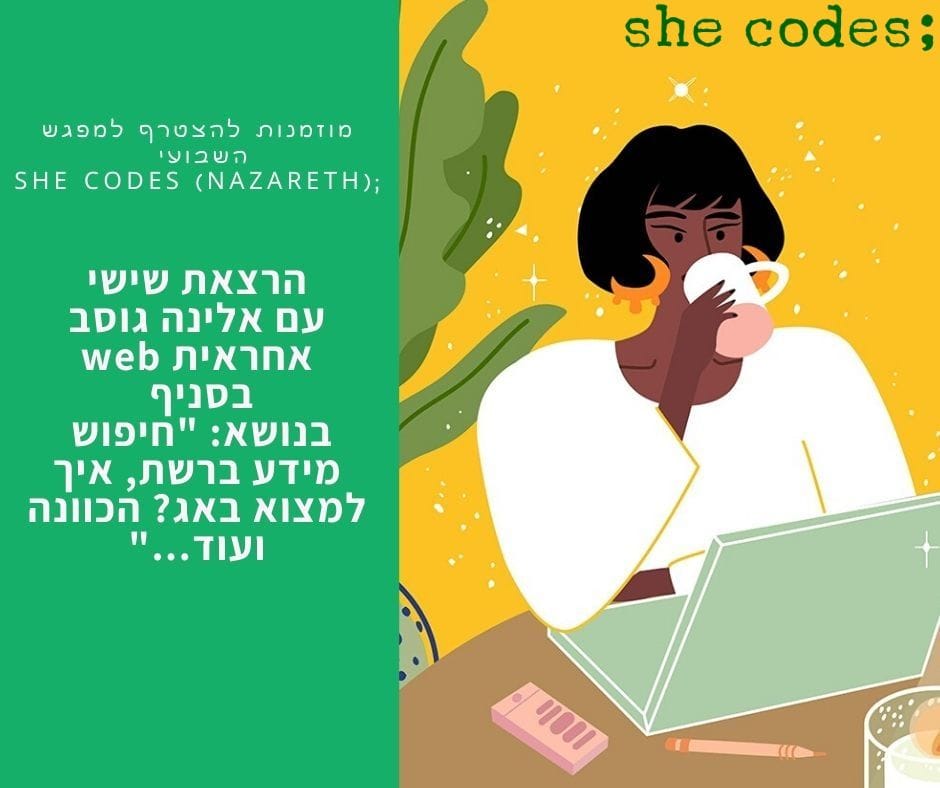 she codes;
מוזמנות להצטרף למפגש
השבועי
SHE CODES (NAZARETH);
הרצאת שישי
עם אלינה גוסב
אחראית web
בסניף
בנושא: "חיפוש
מידע ברשת, איך
למצוא באג? הכוונה
ועוד..."